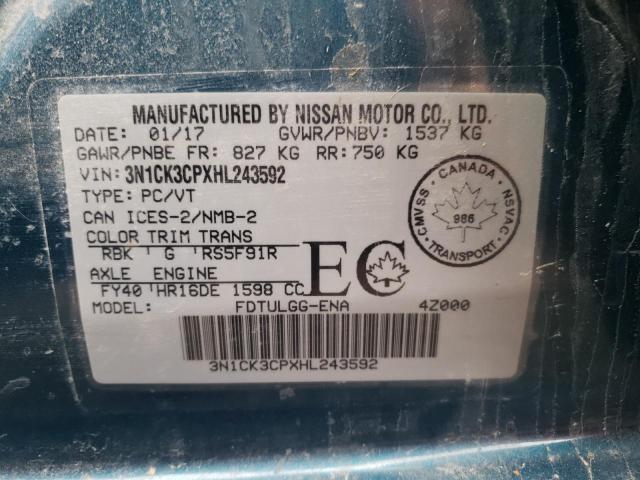 MANUFACTURED BY NISSAN MOTOR CO., LTD.
DATE: 01/17 GVWR/PNBV: 1537 KG
GAWR/PNBE FR: 827 KG RR:750 KG
VIN:3N1CK3CPXHL243592
TYPE: PC/VT
CAN ICES-2/NMB-2
COLOR TRIM TRANS
RBK G RS5F91R
AXLE ENGINE
FY40 HR16DE 1598 CC
EC
MODEL: FDTULGG-ENA 4Z000
3N1CK3CPXHL243592
CANADA
CMVSS
986
NSVAC
TRANSPORT